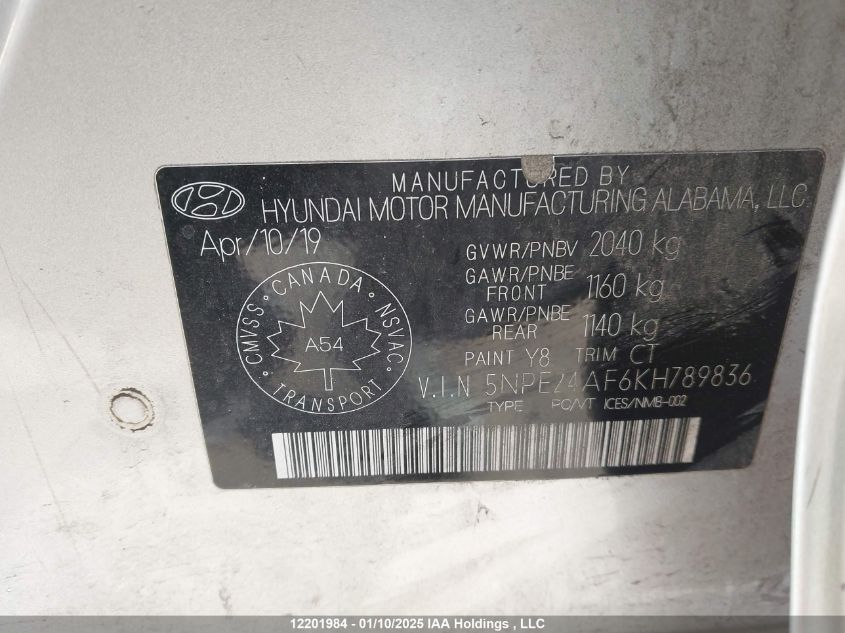 MANUFACTURED BY
HYUNDAI MOTOR MANUFACTURING ALABAMA, LLC
Apr/10/19
GVWR/PNBV 2040 kg
GAWR/PNBE FRONT 1160 kg
GAWR/PNBE REAR 1140 kg
PAINT Y8 TRIM CT
V.I.N 5NPE24AF6KH789836
TYPE PC/VT ICES/NMB-002
CANADA
CMVSS
NSVAC
A54
TRANSPORT
12201984 - 01/10/2025 IAA Holdings , LLC